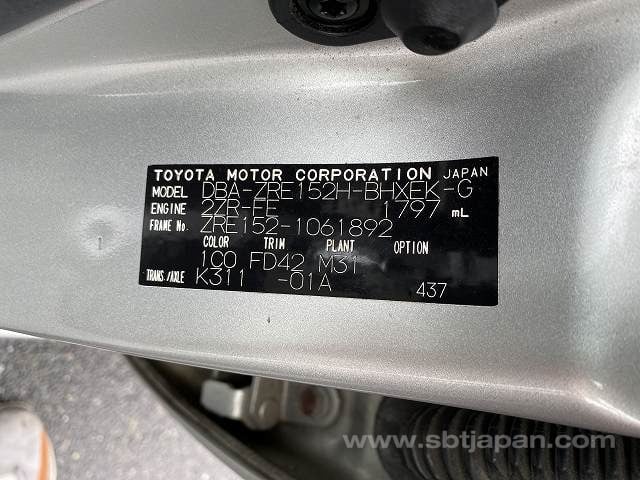 TOYOTA MOTOR CORPORATION JAPAN
MODEL DBA-ZRE152H-BHXEK-G
ENGINE 2ZR-FE 1797 mL
FRAME No. ZRE152-1061892
COLOR TRIM PLANT OPTION
1C0 FD42 M31
TRANS./AXLE K311 -01A
437
www.sbtjapan.com